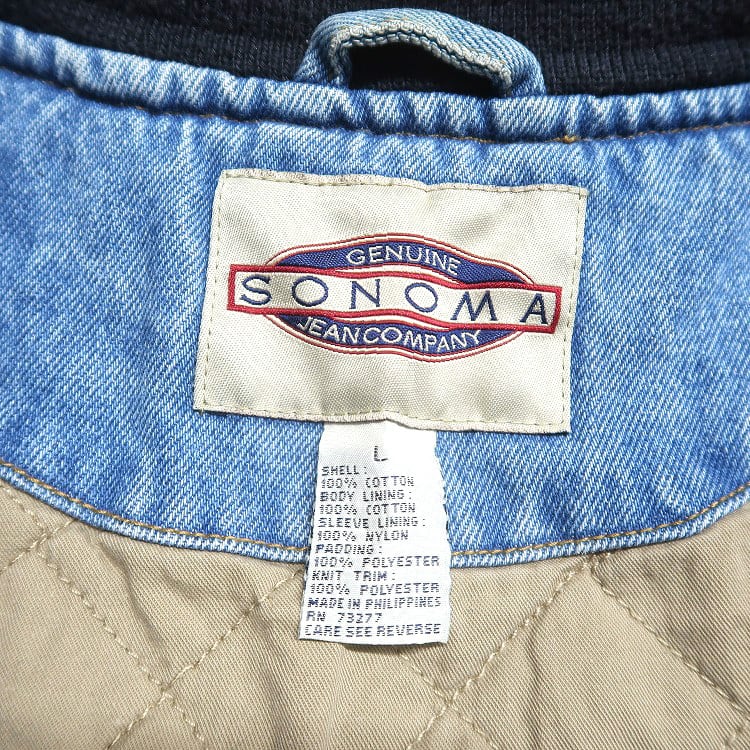 GENUINE
SONOMA
JEAN COMPANY
L
SHELL:
100% COTTON
BODY LINING:
100% COTTON
SLEEVE LINING:
100% NYLON
PADDING:
100% POLYESTER
KNIT TRIM:
100% POLYESTER
MADE IN PHILIPPINES
RN 73277
CARE SEE REVERSE